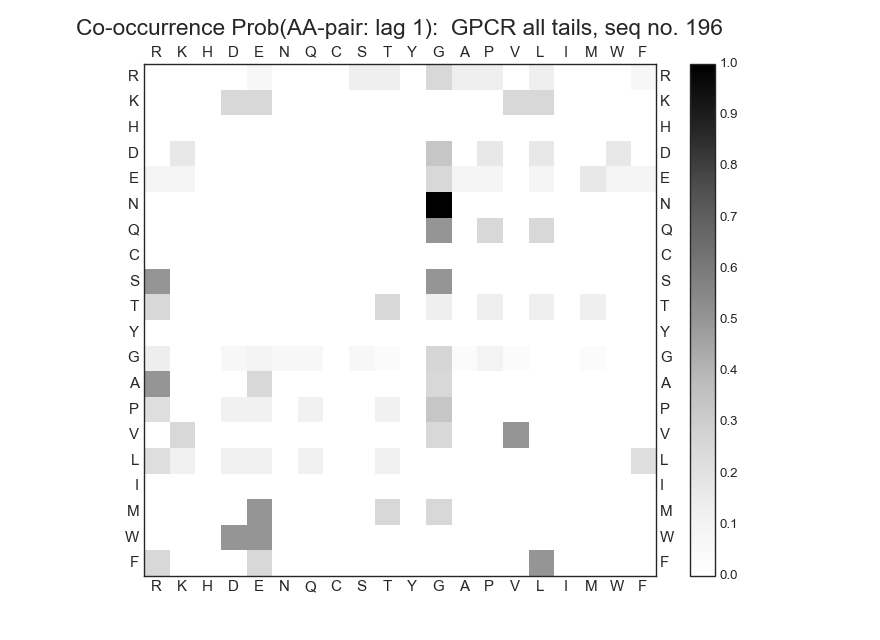 Co-occurrence Prob(AA-pair: lag 1):  GPCR all tails, seq no. 196
R K H D E N Q C S T Y G A P V L I M W F
R R 1.0
K K 0.9
H H
D D 0.8
E E
N N 0.7
Q Q
C C 0.6
S S
T T 0.5
Y Y
G G 0.4
A A
P P 0.3
V V
L L 0.2
I I
M M 0.1
W W
F F 0.0
R K H D E N Q C S T Y G A P V L I M W F